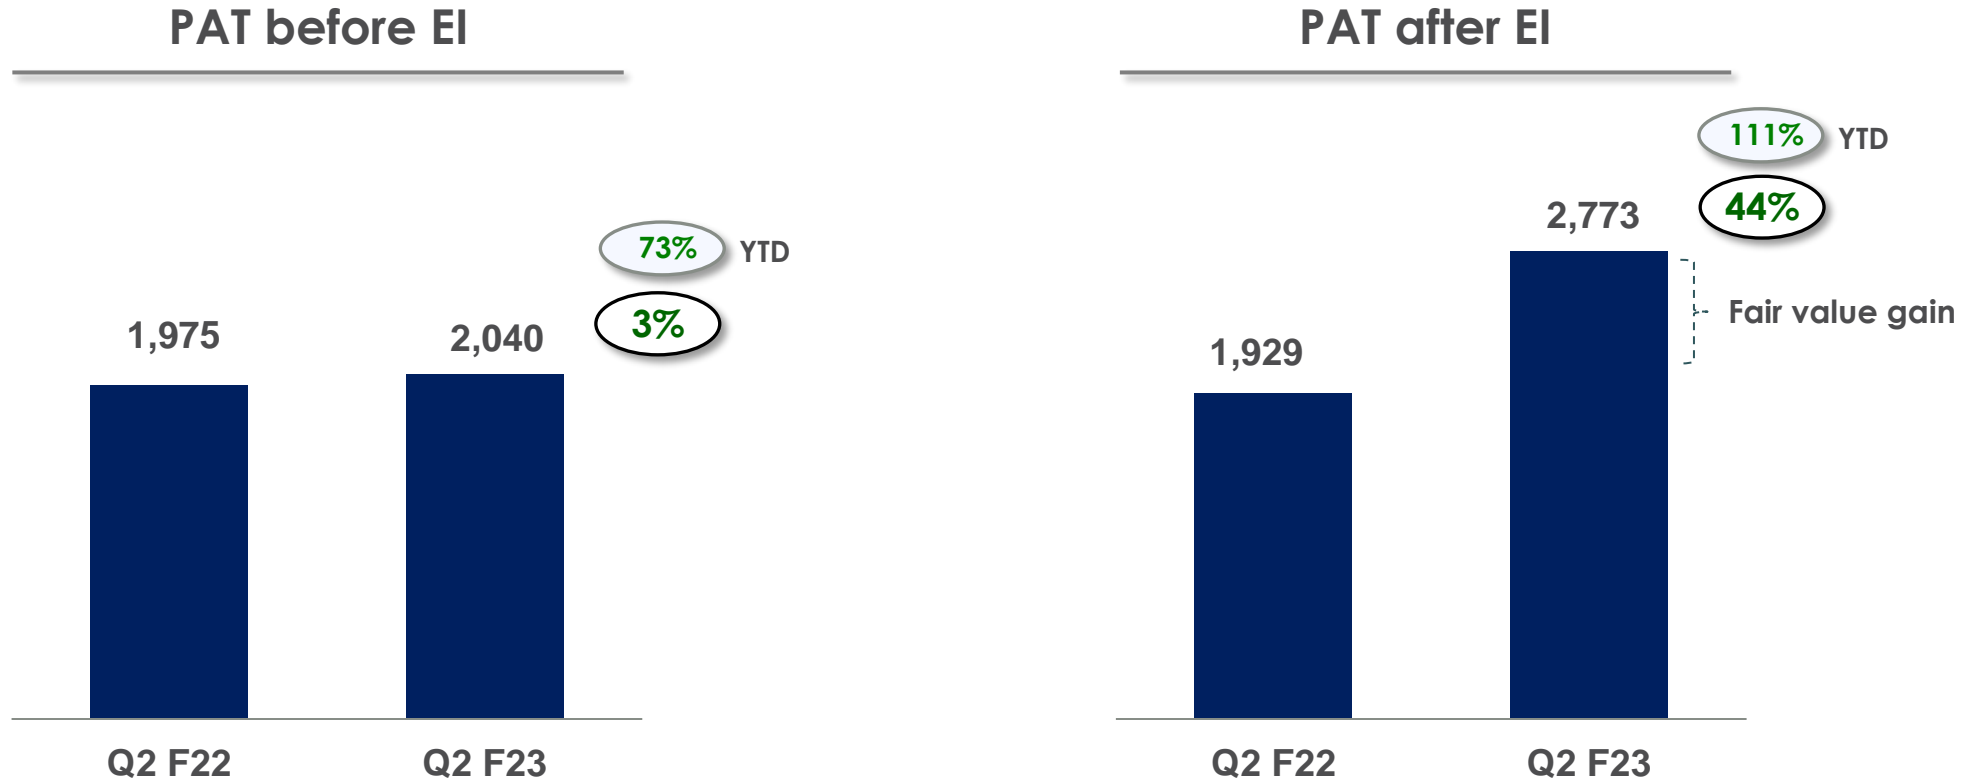 PAT before EI
73% YTD
3%
1,975
2,040
Q2 F22
Q2 F23
PAT after EI
111% YTD
44%
2,773
1,929
Fair value gain
Q2 F22
Q2 F23